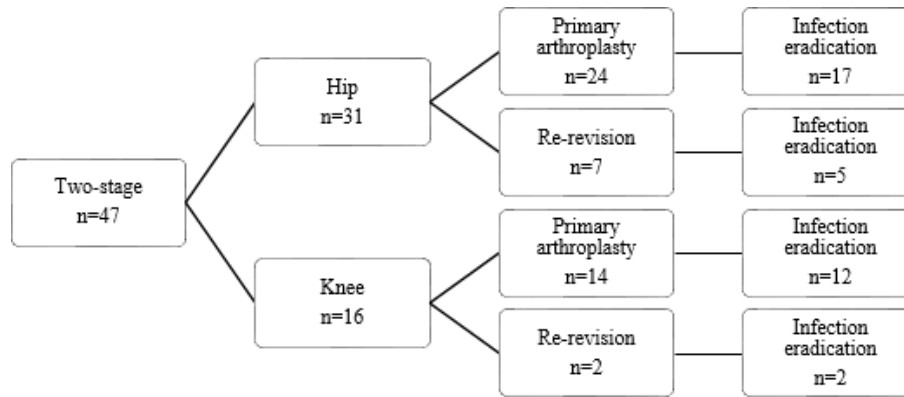 Two-stage
n=47
Hip
n=31
Knee
n=16
Primary
arthroplasty
n=24
Re-revision
n=7
Primary
arthroplasty
n=14
Re-revision
n=2
Infection
eradication
n=17
Infection
eradication
n=5
Infection
eradication
n=12
Infection
eradication
n=2